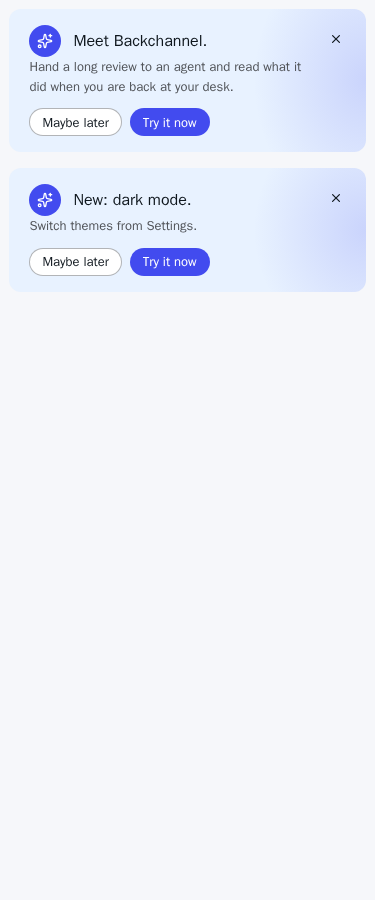 Meet Backchannel.
Hand a long review to an agent and read what it
did when you are back at your desk.
Maybe later
Try it now
New: dark mode.
Switch themes from Settings.
Maybe later
Try it now